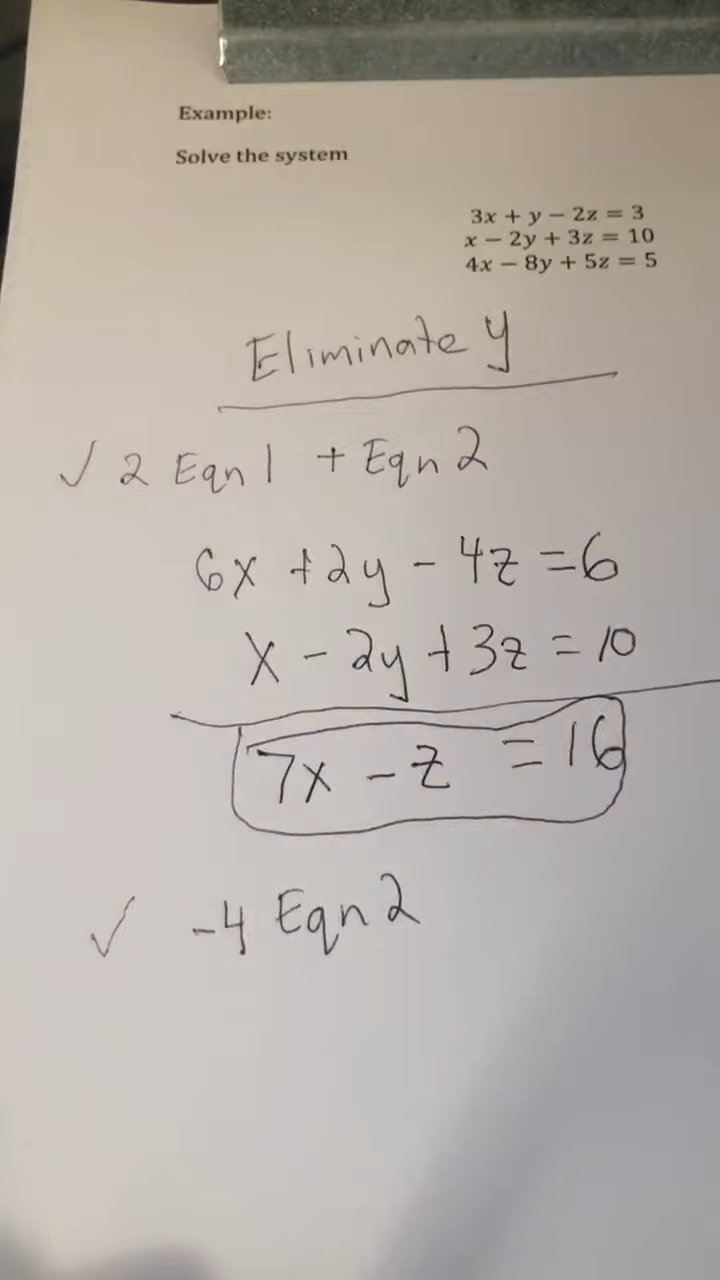 Example:
Solve the system
3x + y − 2z = 3
x − 2y + 3z = 10
4x − 8y + 5z = 5
Eliminate y
✓ 2 Eqn 1 + Eqn 2
6x + 2y - 4z = 6
x - 2y + 3z = 10
7x - z = 16
✓ -4 Eqn 2